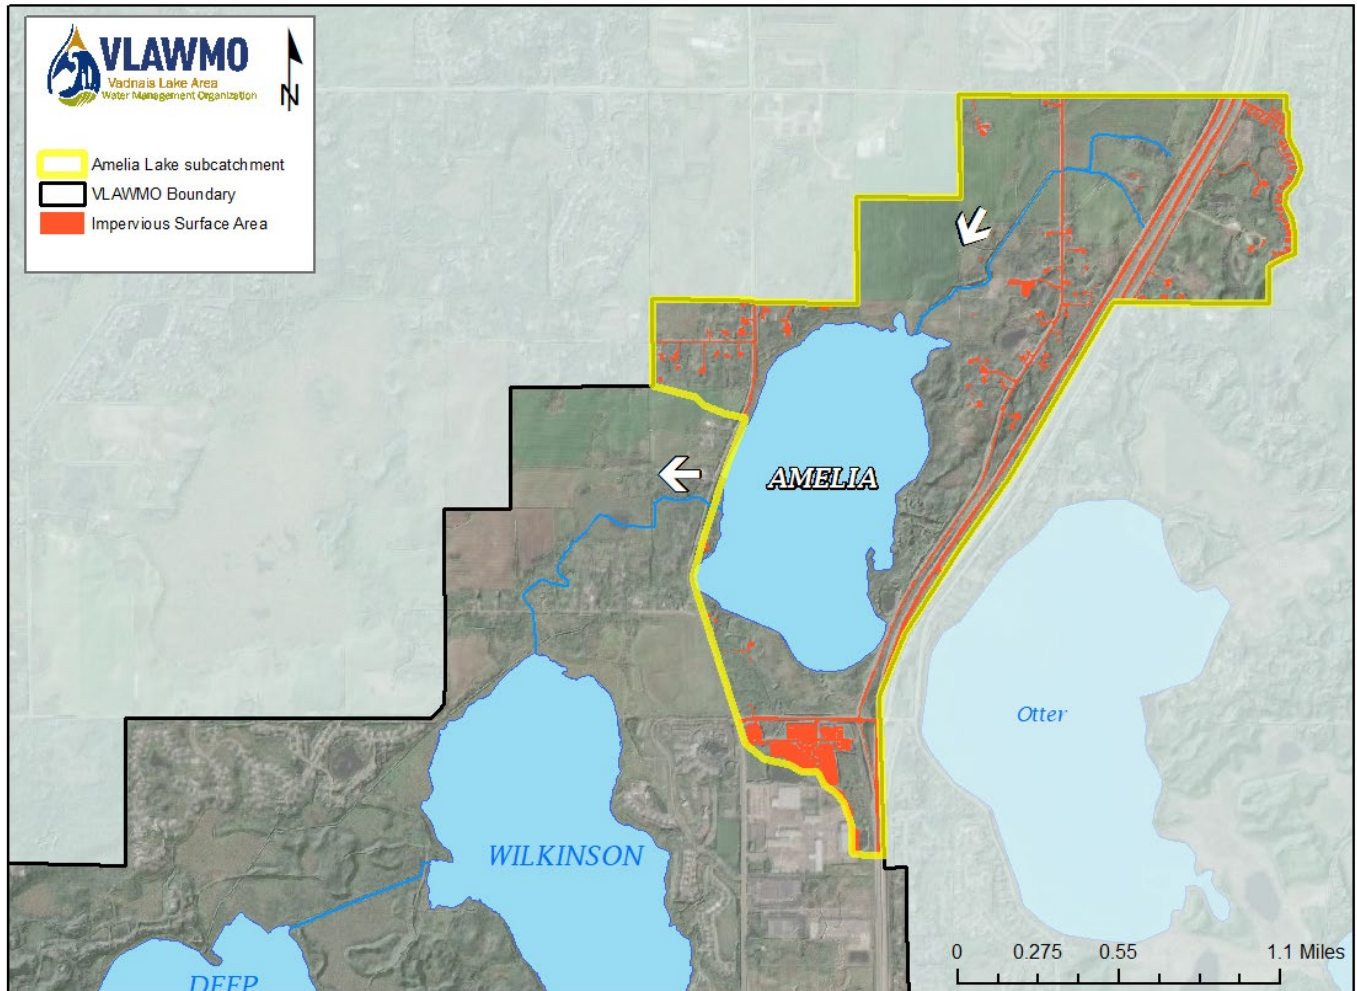 VLAWMO
Vadnais Lake Area
Water Management Organization
N
Amelia Lake subcatchment
VLAWMO Boundary
Impervious Surface Area
AMELIA
Otter
WILKINSON
DEEP
0 0.275 0.55 1.1 Miles